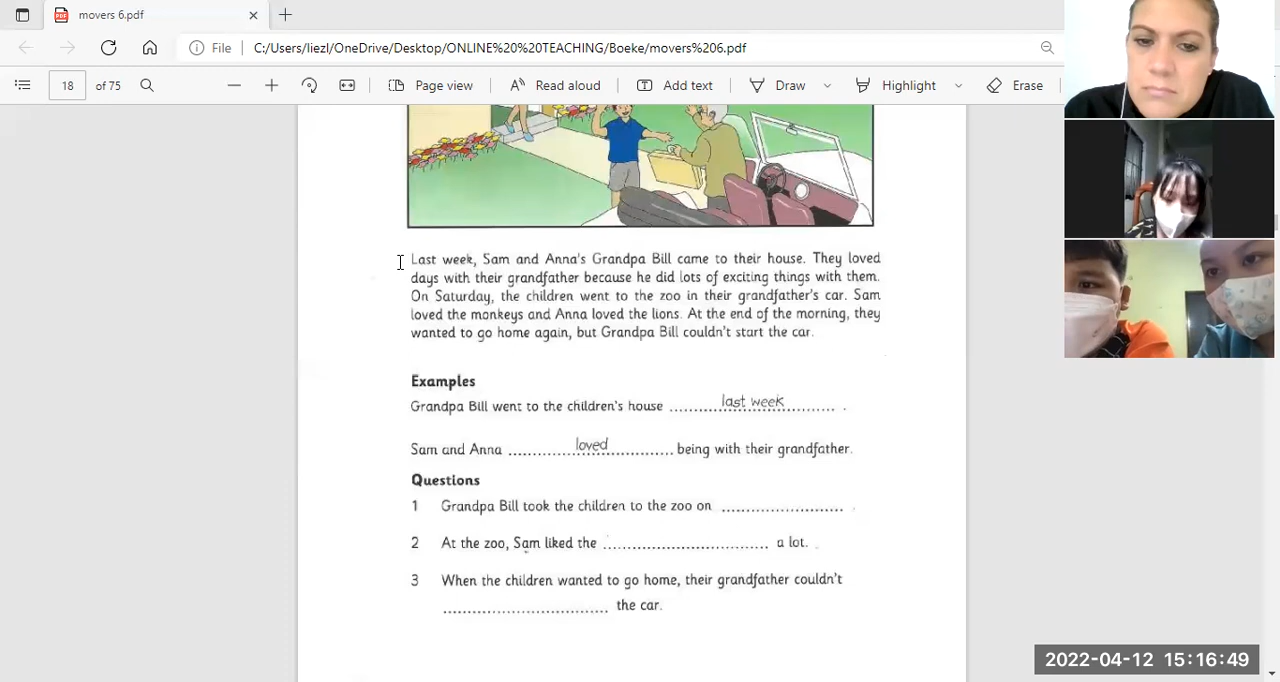 movers 6.pdf
File C:/Users/liezl/OneDrive/Desktop/ONLINE%20%20TEACHING/Boeke/movers%206.pdf
18 of 75 Page view Read aloud Add text Draw Highlight Erase
Last week, Sam and Anna's Grandpa Bill came to their house. They loved
days with their grandfather because he did lots of exciting things with them.
On Saturday, the children went to the zoo in their grandfather's car. Sam
loved the monkeys and Anna loved the lions. At the end of the morning, they
wanted to go home again, but Grandpa Bill couldn't start the car.
Examples
Grandpa Bill went to the children's house last week .
Sam and Anna loved being with their grandfather.
Questions
1 Grandpa Bill took the children to the zoo on .
2 At the zoo, Sam liked the a lot.
3 When the children wanted to go home, their grandfather couldn't
the car.
2022-04-12 15:16:49